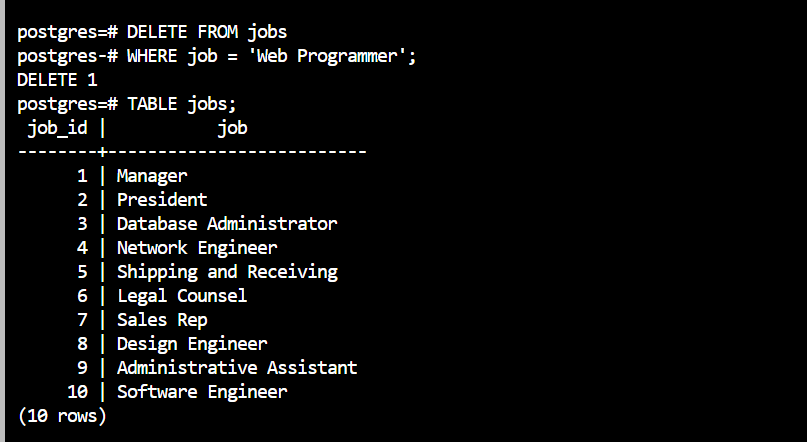 postgres=# DELETE FROM jobs
postgres-# WHERE job = 'Web Programmer';
DELETE 1
postgres=# TABLE jobs;
 job_id |           job
--------+--------------------------
      1 | Manager
      2 | President
      3 | Database Administrator
      4 | Network Engineer
      5 | Shipping and Receiving
      6 | Legal Counsel
      7 | Sales Rep
      8 | Design Engineer
      9 | Administrative Assistant
     10 | Software Engineer
(10 rows)